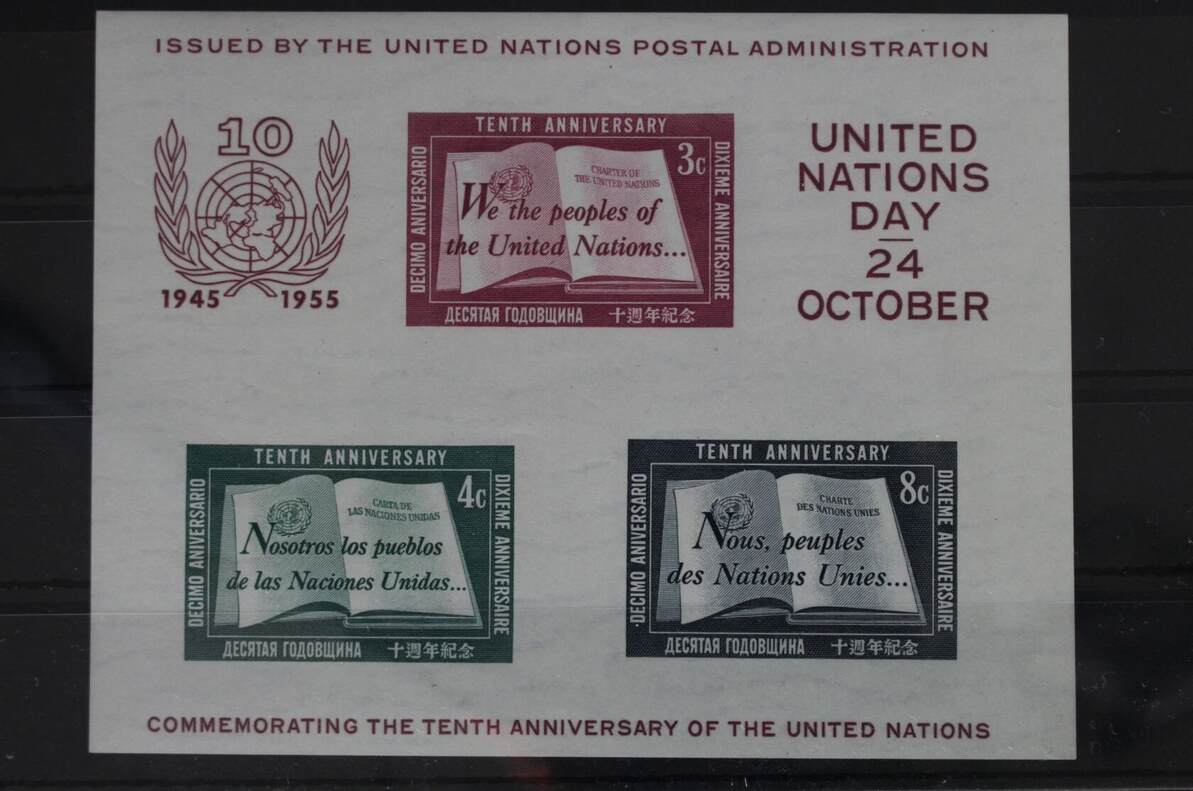 ISSUED BY THE UNITED NATIONS POSTAL ADMINISTRATION
10
1945 1955
TENTH ANNIVERSARY
3c
DECIMO ANIVERSARIO
DIXIEME ANNIVERSAIRE
CHARTER OF
THE UNITED NATIONS
We the peoples of
the United Nations...
ДЕСЯТАЯ ГОДОВЩИНА 十週年紀念
UNITED
NATIONS
DAY
24
OCTOBER
TENTH ANNIVERSARY
4c
DECIMO ANIVERSARIO
DIXIEME ANNIVERSAIRE
CARTA DE
LAS NACIONES UNIDAS
Nosotros los pueblos
de las Naciones Unidas...
ДЕСЯТАЯ ГОДОВЩИНА 十週年紀念
TENTH ANNIVERSARY
8c
DECIMO ANIVERSARIO
DIXIEME ANNIVERSAIRE
CHARTE
DES NATIONS UNIES
Nous, peuples
des Nations Unies...
ДЕСЯТАЯ ГОДОВЩИНА 十週年紀念
COMMEMORATING THE TENTH ANNIVERSARY OF THE UNITED NATIONS